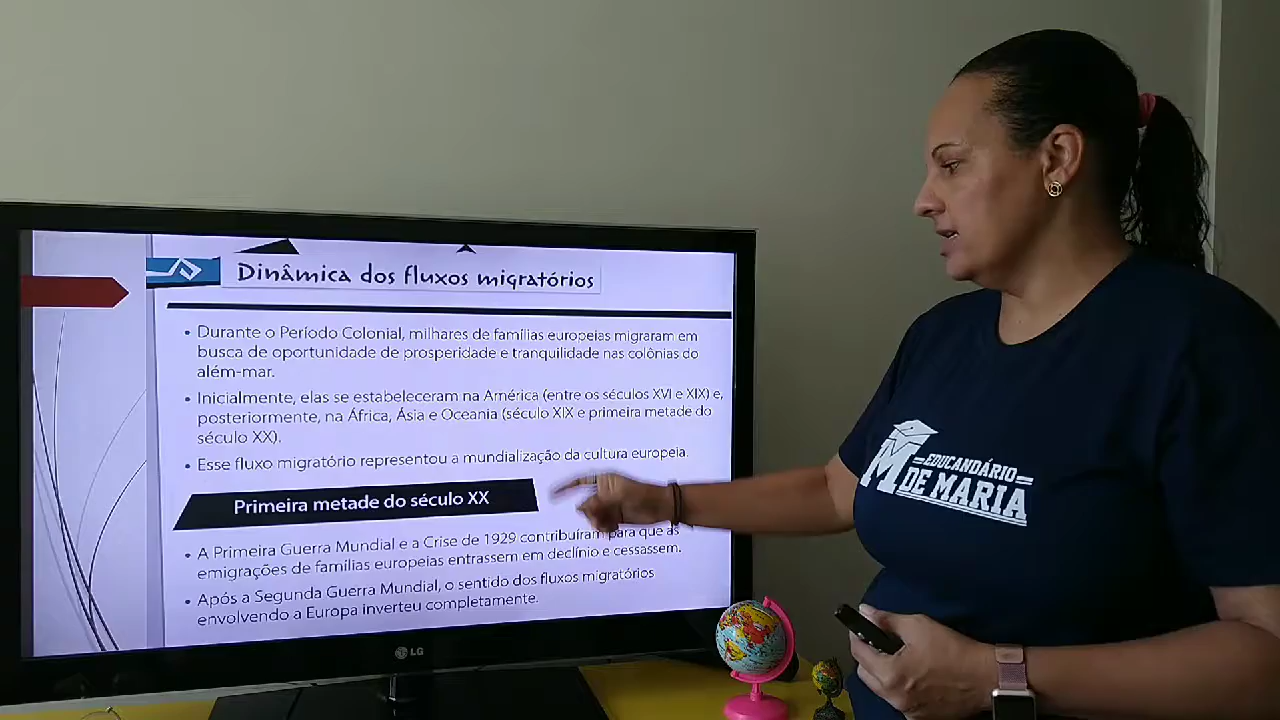 Dinâmica dos fluxos migratórios
• Durante o Período Colonial, milhares de famílias europeias migraram em
busca de oportunidade de prosperidade e tranquilidade nas colônias do
além-mar.
• Inicialmente, elas se estabeleceram na América (entre os séculos XVI e XIX) e,
posteriormente, na África, Ásia e Oceania (século XIX e primeira metade do
século XX).
• Esse fluxo migratório representou a mundialização da cultura europeia.
Primeira metade do século XX
• A Primeira Guerra Mundial e a Crise de 1929 contribuíram para que as
emigrações de famílias europeias entrassem em declínio e cessassem.
• Após a Segunda Guerra Mundial, o sentido dos fluxos migratórios
envolvendo a Europa inverteu completamente.
LG
EDUCANDÁRIO
M DE MARIA